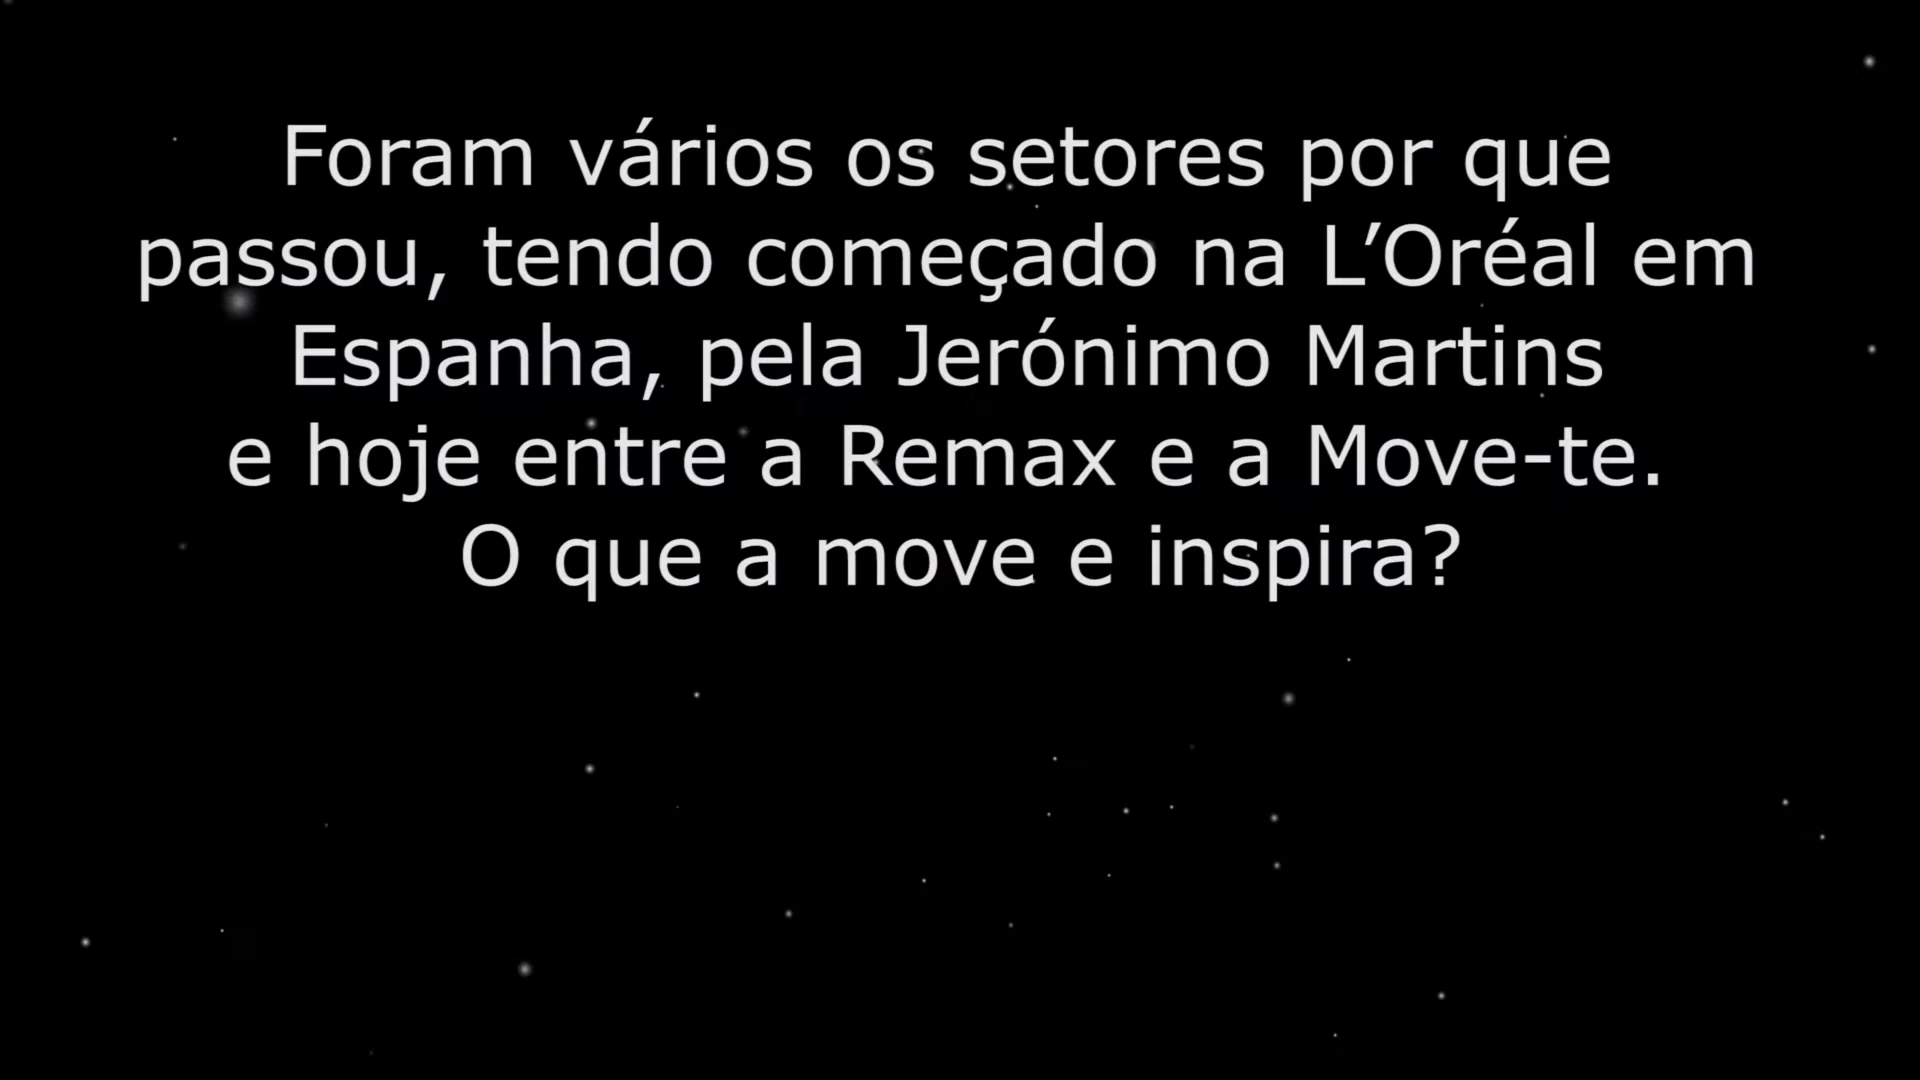 Foram vários os setores por que
passou, tendo começado na L’Oréal em
Espanha, pela Jerónimo Martins
e hoje entre a Remax e a Move-te.
O que a move e inspira?